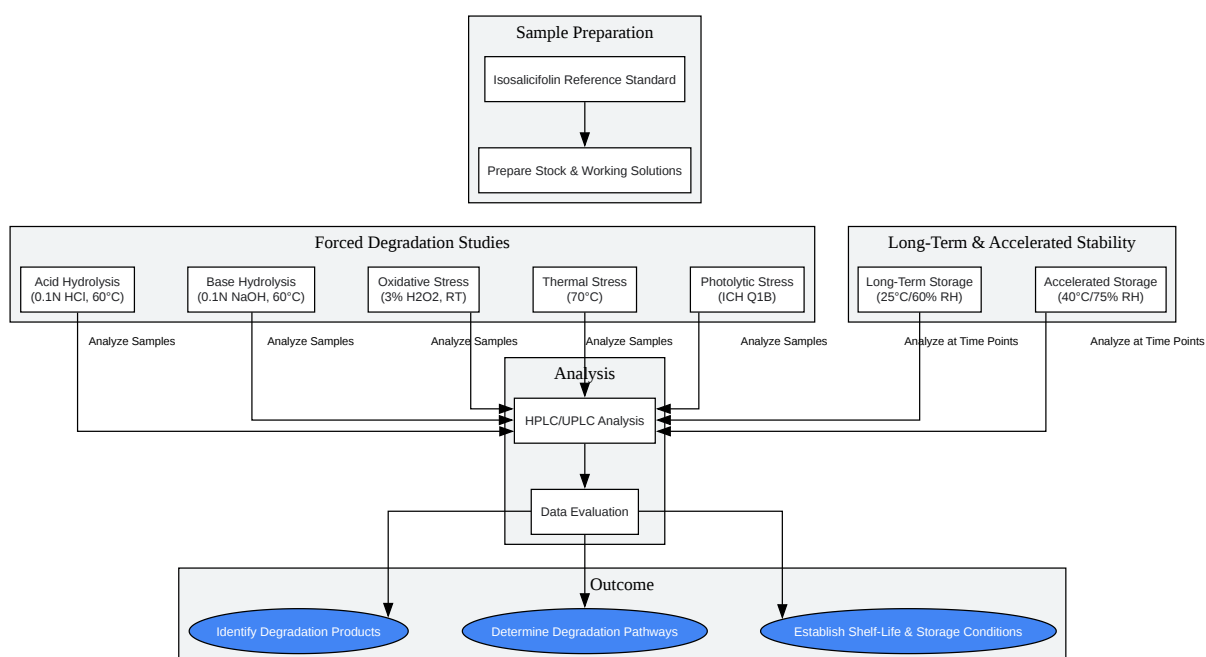 Sample Preparation
Isosalicifolin Reference Standard
Prepare Stock & Working Solutions
Forced Degradation Studies
Long-Term & Accelerated Stability
Acid Hydrolysis
(0.1N HCl, 60°C)
Base Hydrolysis
(0.1N NaOH, 60°C)
Oxidative Stress
(3% H2O2, RT)
Thermal Stress
(70°C)
Photolytic Stress
(ICH Q1B)
Long-Term Storage
(25°C/60% RH)
Accelerated Storage
(40°C/75% RH)
Analyze Samples
Analyze Samples
Analyze Samples
Analyze Samples
Analyze Samples
Analyze at Time Points
Analyze at Time Points
Analysis
HPLC/UPLC Analysis
Data Evaluation
Outcome
Identify Degradation Products
Determine Degradation Pathways
Establish Shelf-Life & Storage Conditions